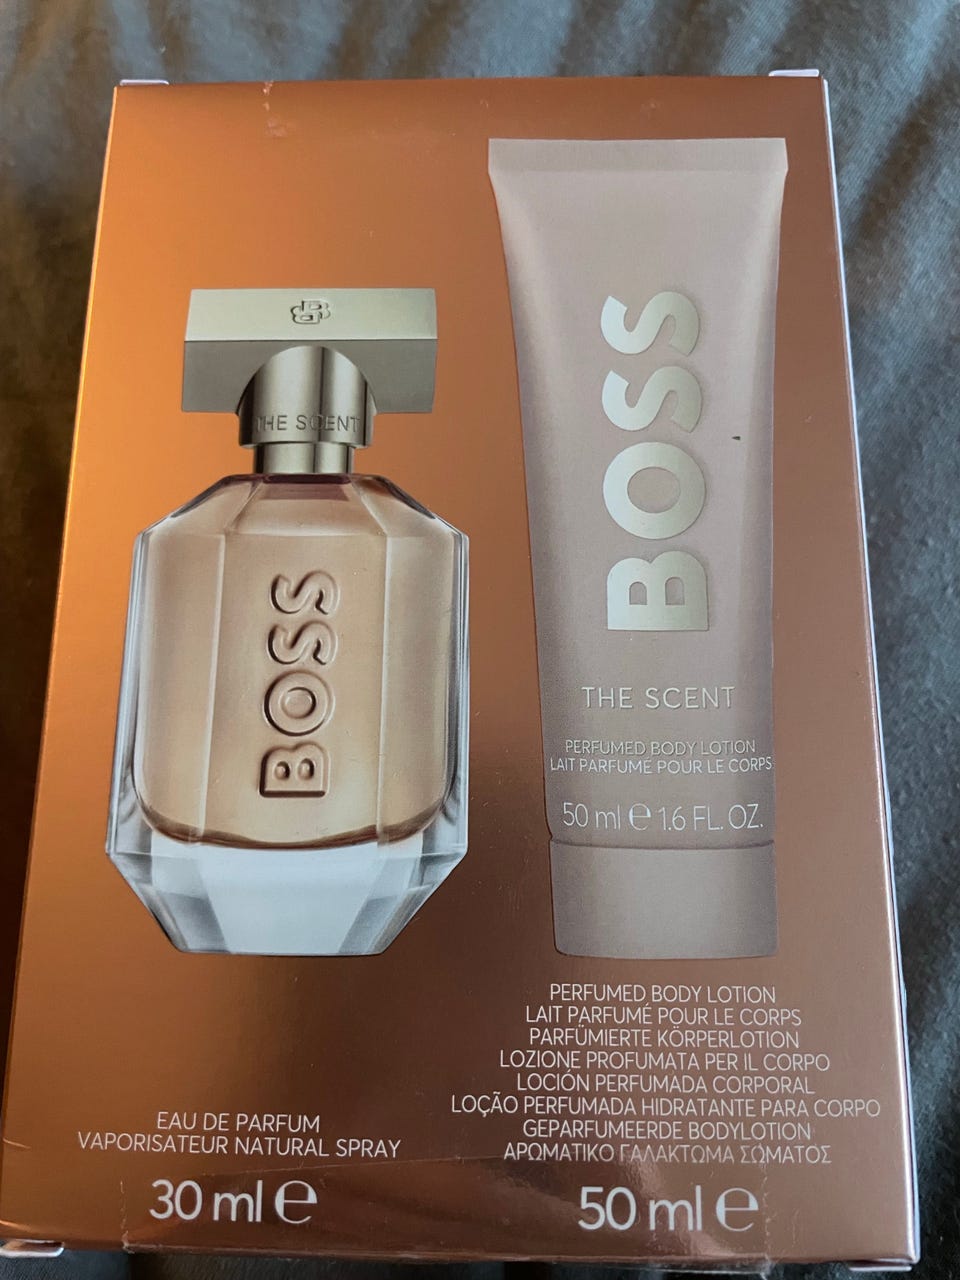 THE SCENT
BOSS
EAU DE PARFUM
VAPORISATEUR NATURAL SPRAY
30 ml e
BOSS
THE SCENT
PERFUMED BODY LOTION
LAIT PARFUMÉ POUR LE CORPS
50 ml e 1.6 FL. OZ.
PERFUMED BODY LOTION
LAIT PARFUMÉ POUR LE CORPS
PARFÜMIERTE KÖRPERLOTION
LOZIONE PROFUMATA PER IL CORPO
LOCIÓN PERFUMADA CORPORAL
LOÇÃO PERFUMADA HIDRATANTE PARA CORPO
GEPARFUMEERDE BODYLOTION
ΑΡΩΜΑΤΙΚΟ ΓΑΛΑΚΤΩΜΑ ΣΩΜΑΤΟΣ
50 ml e